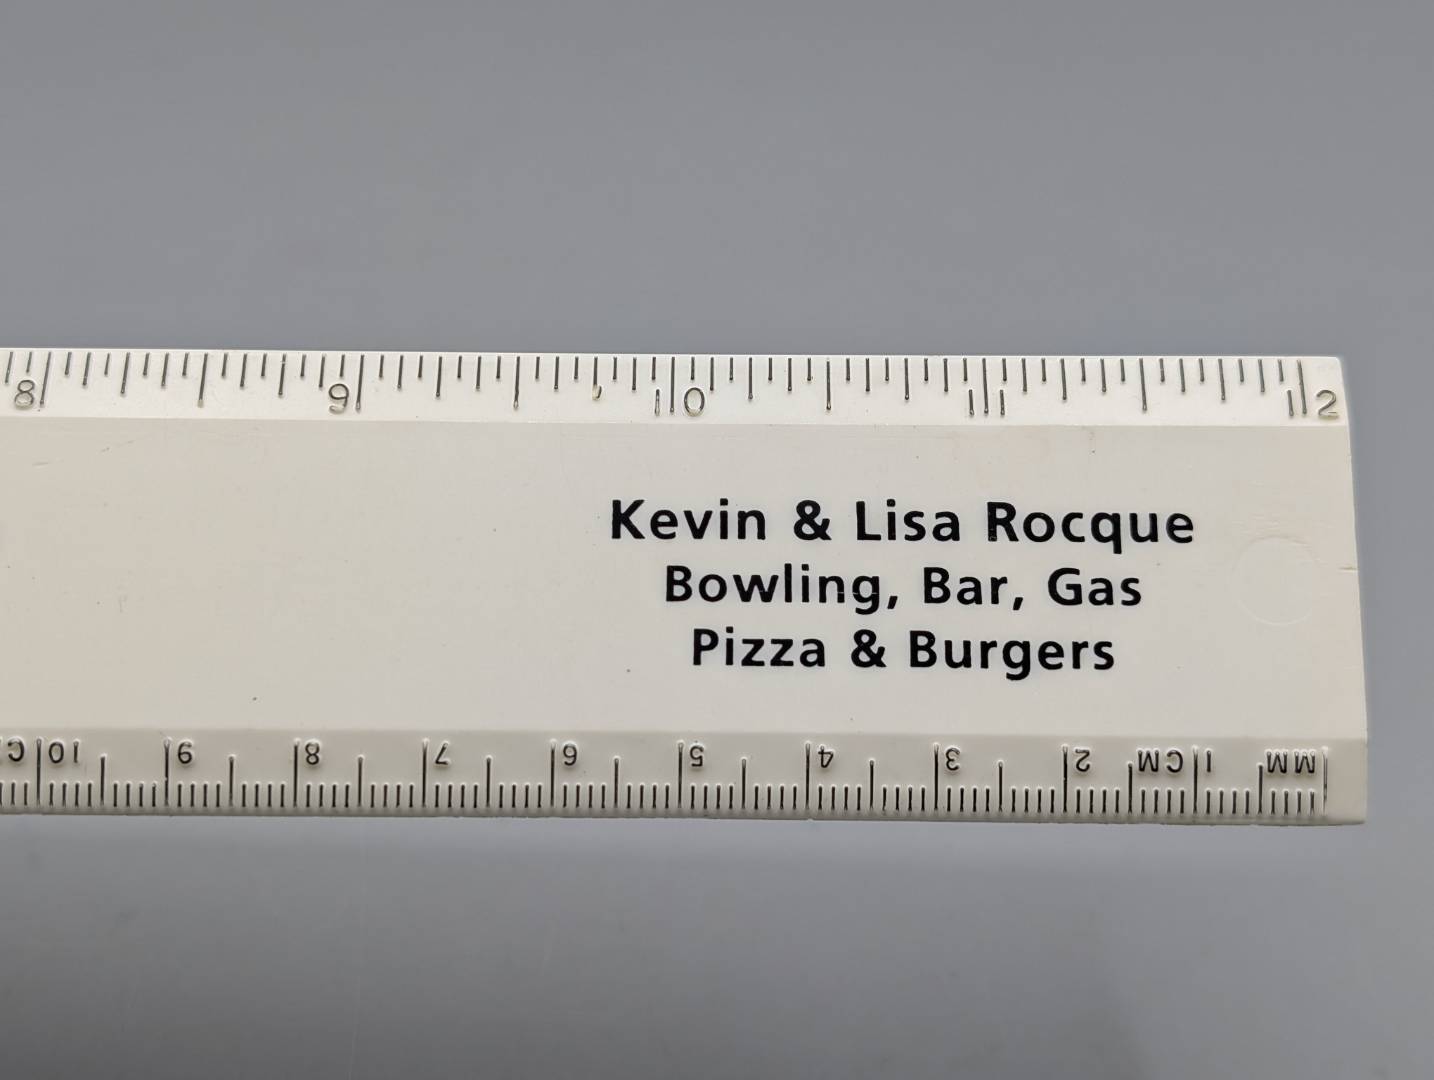 8 9 10 11 12
Kevin & Lisa Rocque
Bowling, Bar, Gas
Pizza & Burgers
MM 1 CM 2 3 4 5 6 7 8 9 10